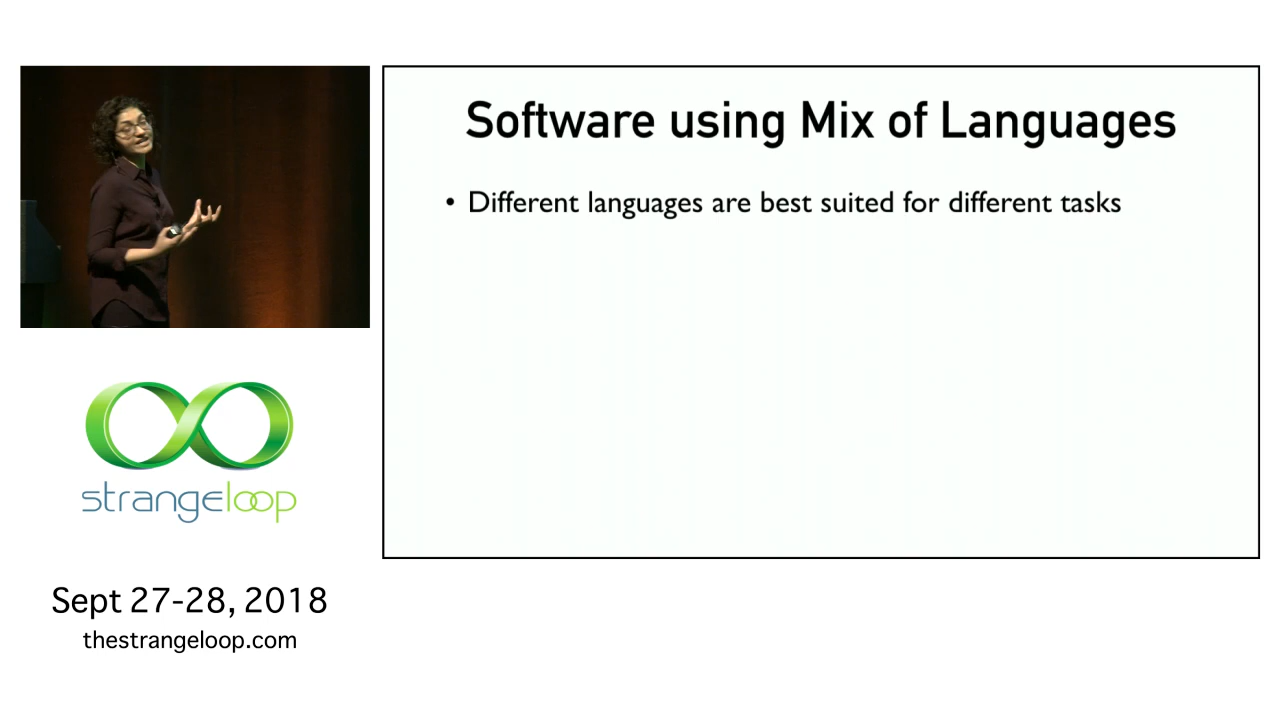 Software using Mix of Languages
• Different languages are best suited for different tasks
strangeloop
Sept 27-28, 2018
thestrangeloop.com